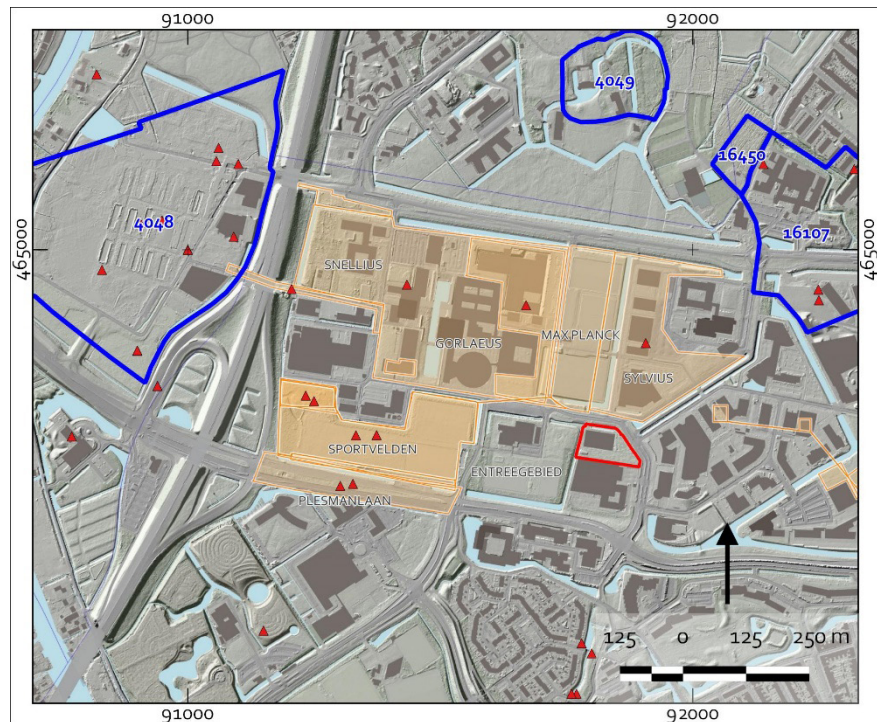 91000 92000
4049
16450
4048
16107
465000 465000
SNELLIUS
GORLAEUS
MAX PLANCK
SYLVIUS
SPORTVELDEN
ENTREEGEBIED
PLESMANLAAN
125 0 125 250 m
91000 92000